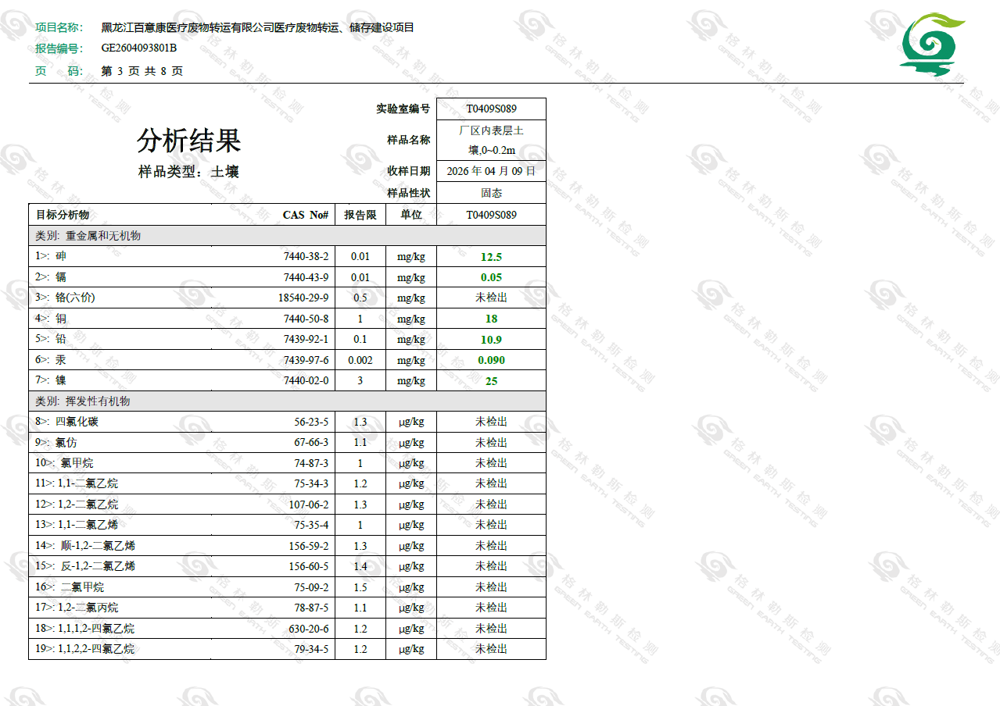 项目名称： 黑龙江百意康医疗废物转运有限公司医疗废物转运、储存建设项目
报告编号： GE2604093801B
页 码： 第 3 页 共 8 页
分析结果
样品类型：土壤
实验室编号 T0409S089
样品名称 厂区内表层土
壤,0~0.2m
收样日期 2026 年 04 月 09 日
样品性状 固态
目标分析物 CAS No# 报告限 单位 T0409S089
类别: 重金属和无机物
1>: 砷 7440-38-2 0.01 mg/kg 12.5
2>: 镉 7440-43-9 0.01 mg/kg 0.05
3>: 铬(六价) 18540-29-9 0.5 mg/kg 未检出
4>: 铜 7440-50-8 1 mg/kg 18
5>: 铅 7439-92-1 0.1 mg/kg 10.9
6>: 汞 7439-97-6 0.002 mg/kg 0.090
7>: 镍 7440-02-0 3 mg/kg 25
类别: 挥发性有机物
8>: 四氯化碳 56-23-5 1.3 μg/kg 未检出
9>: 氯仿 67-66-3 1.1 μg/kg 未检出
10>: 氯甲烷 74-87-3 1 μg/kg 未检出
11>: 1,1-二氯乙烷 75-34-3 1.2 μg/kg 未检出
12>: 1,2-二氯乙烷 107-06-2 1.3 μg/kg 未检出
13>: 1,1-二氯乙烯 75-35-4 1 μg/kg 未检出
14>: 顺-1,2-二氯乙烯 156-59-2 1.3 μg/kg 未检出
15>: 反-1,2-二氯乙烯 156-60-5 1.4 μg/kg 未检出
16>: 二氯甲烷 75-09-2 1.5 μg/kg 未检出
17>: 1,2-二氯丙烷 78-87-5 1.1 μg/kg 未检出
18>: 1,1,1,2-四氯乙烷 630-20-6 1.2 μg/kg 未检出
19>: 1,1,2,2-四氯乙烷 79-34-5 1.2 μg/kg 未检出
格林勒斯检测
GREEN EARTH TESTING